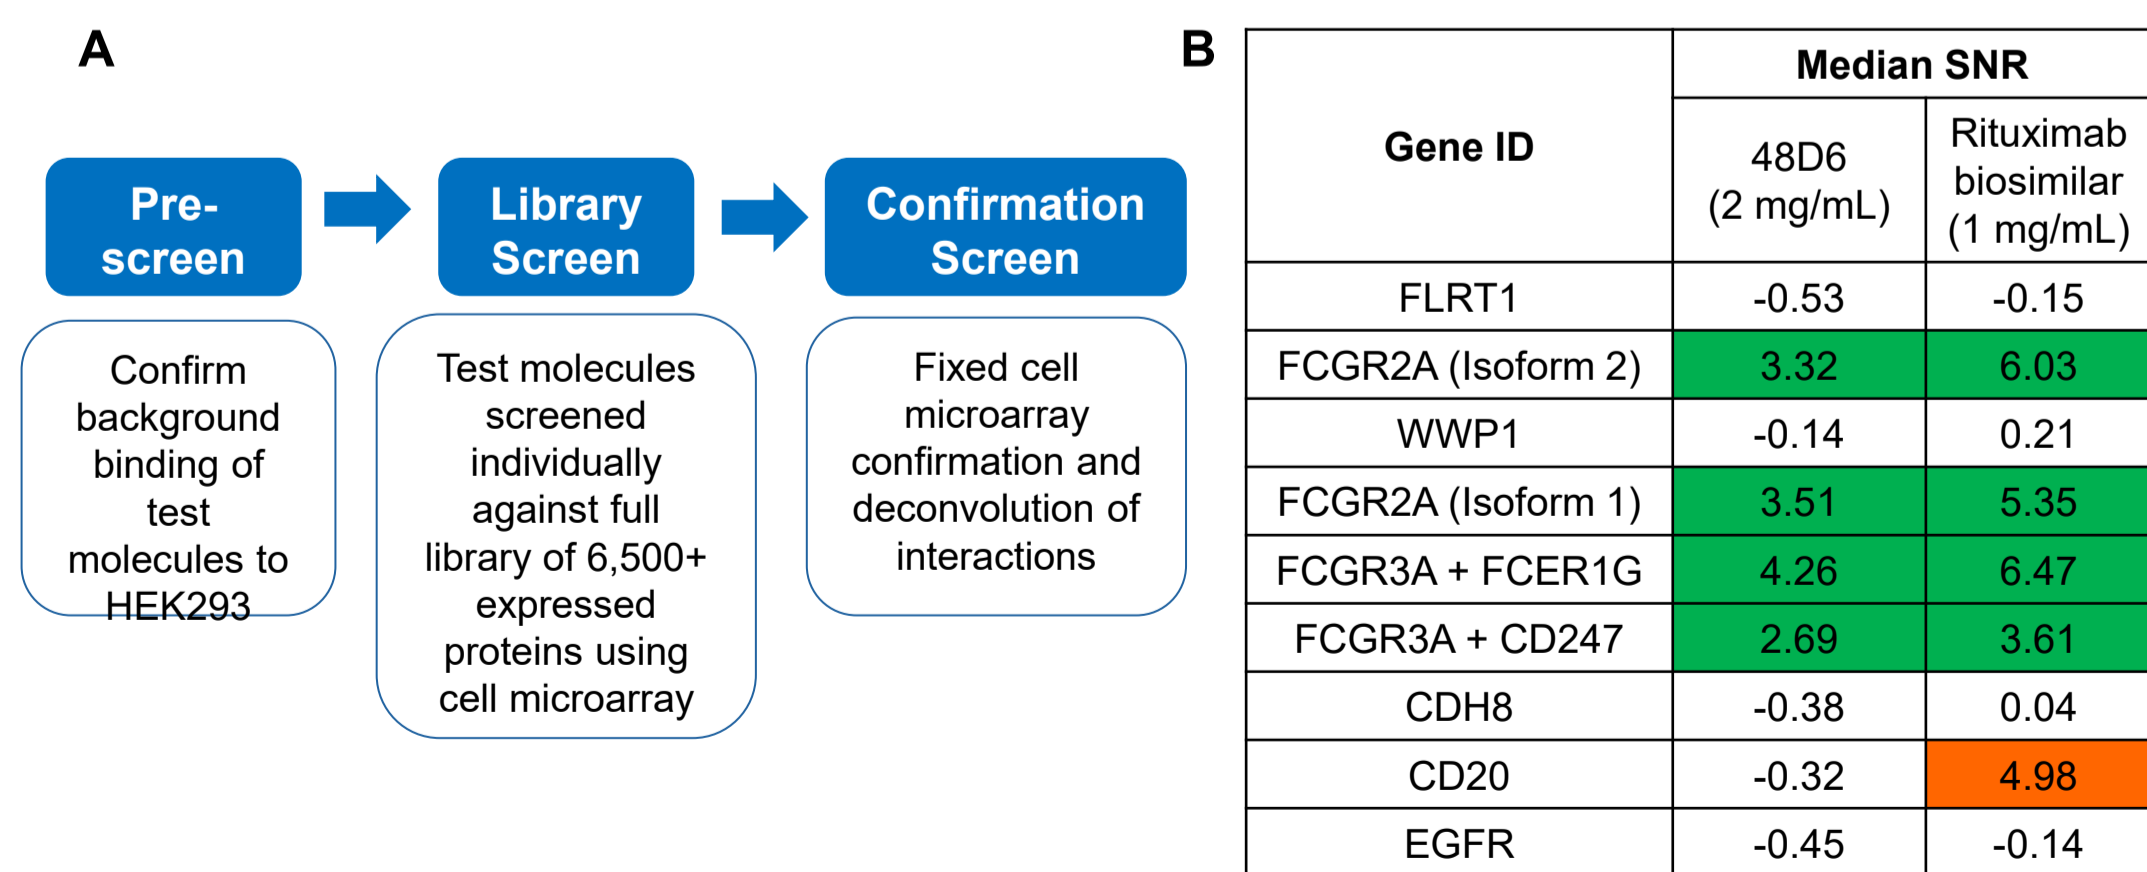 A
Pre-
screen
Library
Screen
Confirmation
Screen
Confirm
background
binding of
test
molecules to
HEK293
Test molecules
screened
individually
against full
library of 6,500+
expressed
proteins using
cell microarray
Fixed cell
microarray
confirmation and
deconvolution of
interactions
B
Gene ID
Median SNR
48D6
(2 mg/mL)
Rituximab
biosimilar
(1 mg/mL)
FLRT1 -0.53 -0.15
FCGR2A (Isoform 2) 3.32 6.03
WWP1 -0.14 0.21
FCGR2A (Isoform 1) 3.51 5.35
FCGR3A + FCER1G 4.26 6.47
FCGR3A + CD247 2.69 3.61
CDH8 -0.38 0.04
CD20 -0.32 4.98
EGFR -0.45 -0.14